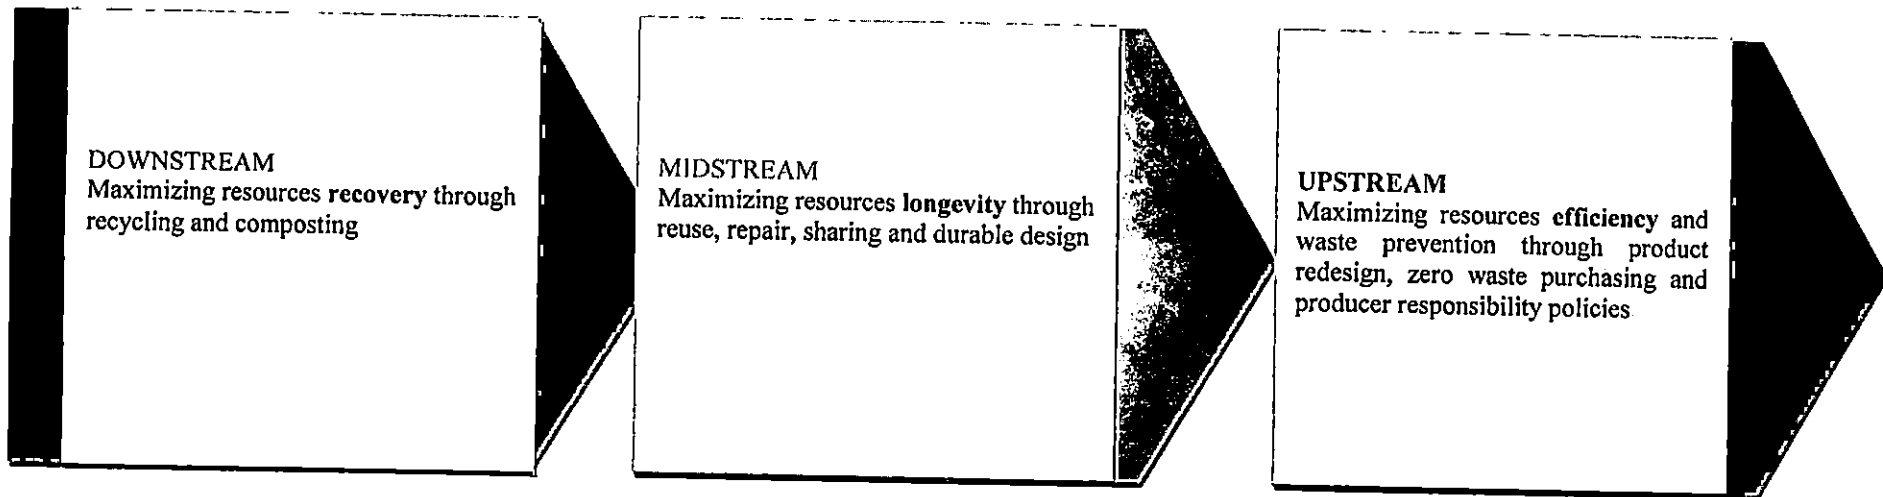 DOWNSTREAM
Maximizing resources recovery through
recycling and composting
MIDSTREAM
Maximizing resources longevity through
reuse, repair, sharing and durable design
UPSTREAM
Maximizing resources efficiency and
waste prevention through product
redesign, zero waste purchasing and
producer responsibility policies